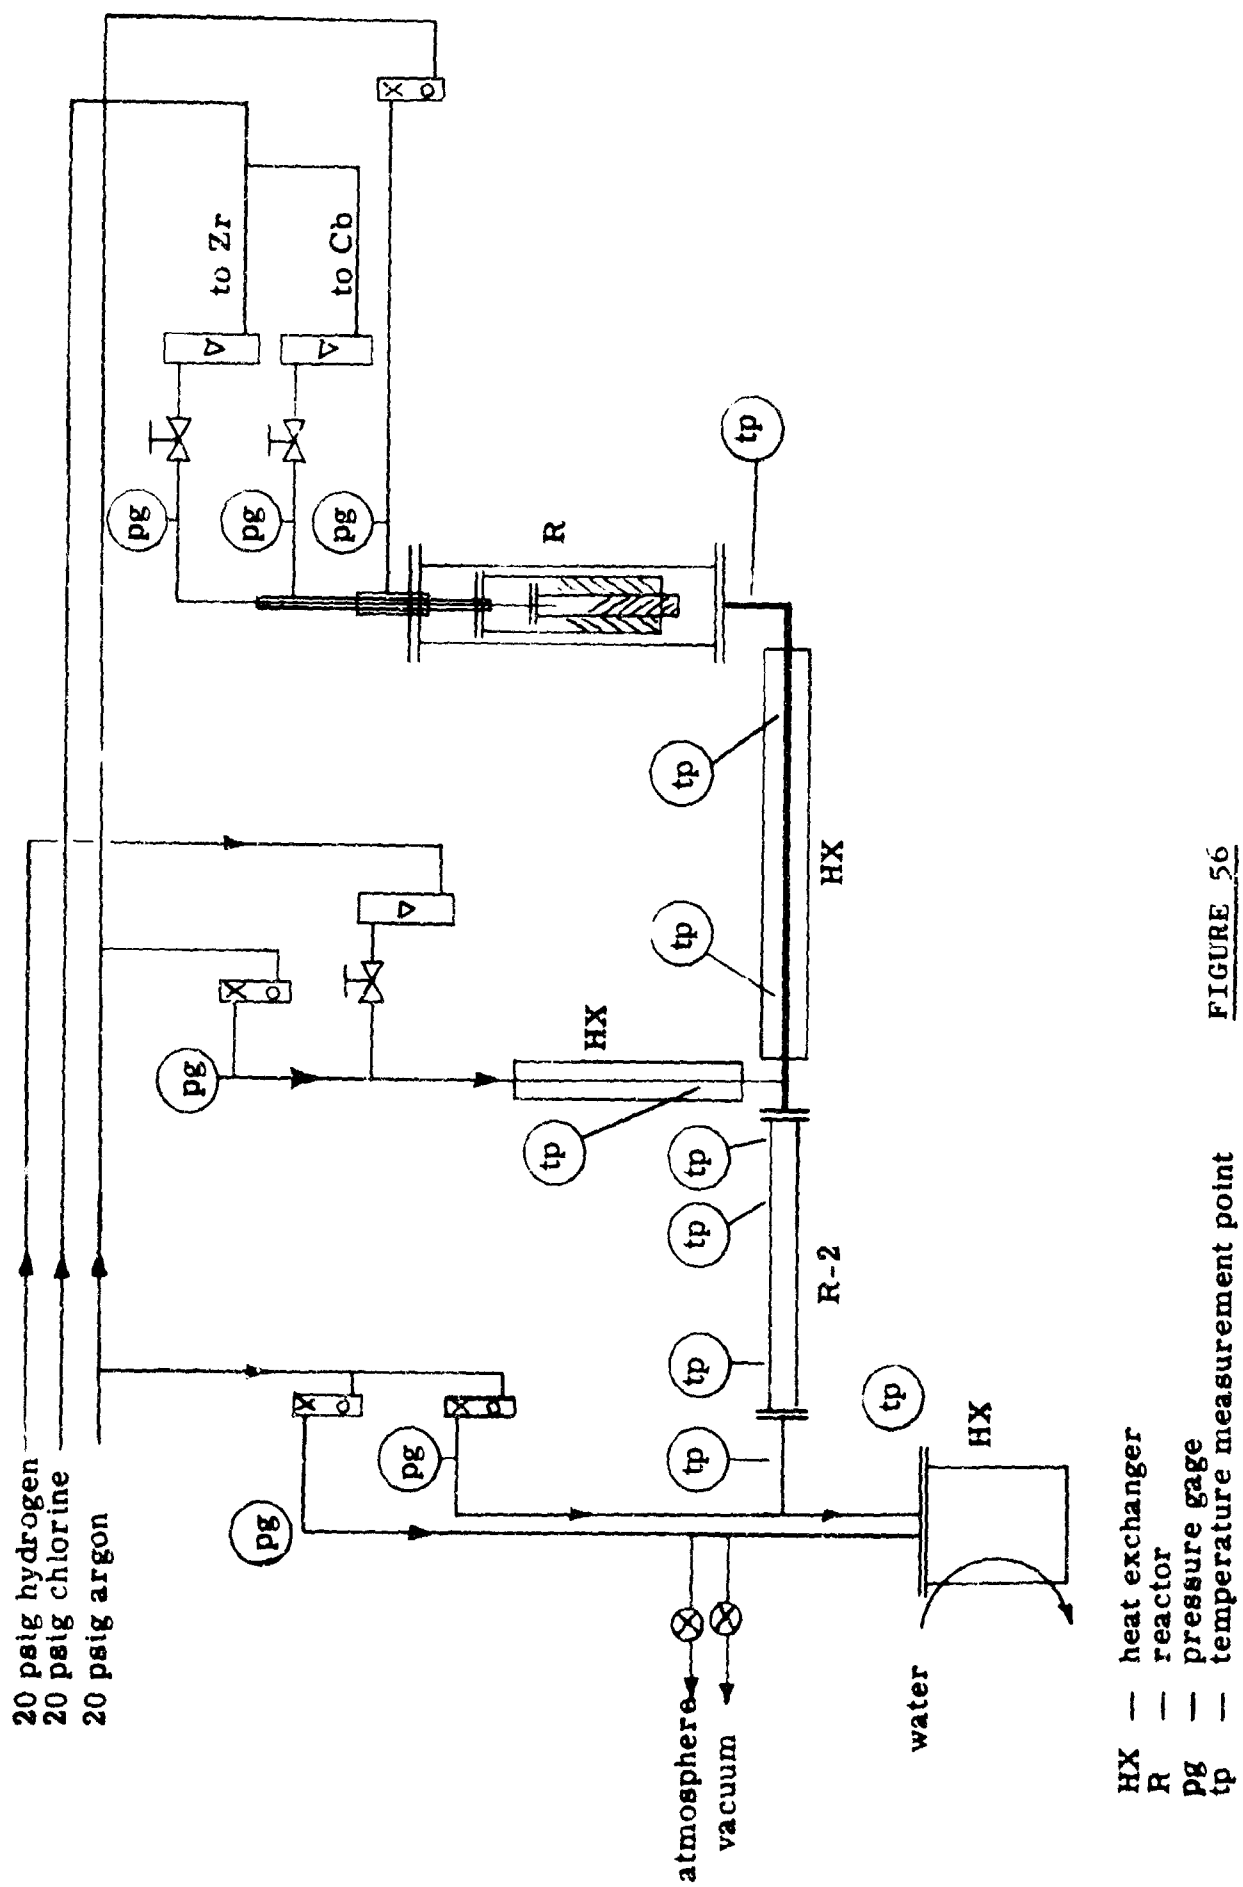 20 psig hydrogen
20 psig chlorine
20 psig argon
to Zr
to Cb
pg
pg
pg
pg
pg
pg
R
tp
tp
tp
HX
HX
tp
tp
tp
tp
tp
R-2
tp
HX
atmosphere
vacuum
water
HX — heat exchanger
R — reactor
pg — pressure gage
tp — temperature measurement point
FIGURE 56